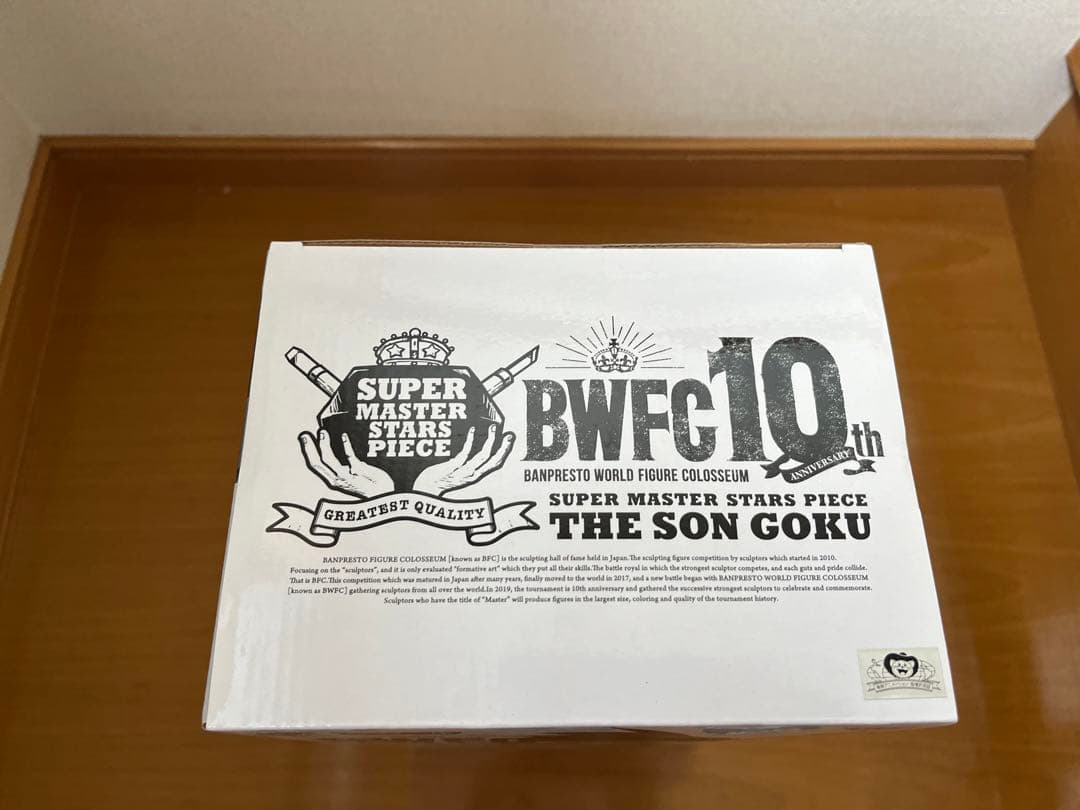 SUPER
MASTER
STARS
PIECE
GREATEST QUALITY
BWFC10th
ANNIVERSARY
BANPRESTO WORLD FIGURE COLOSSEUM
SUPER MASTER STARS PIECE
THE SON GOKU
BANPRESTO FIGURE COLOSSEUM [known as BFC] is the sculpting hall of fame held in Japan.The sculpting figure competition by sculptors which started in 2010.
Focusing on the "sculptors", and it is only evaluated "formative art" which they put all their skills.The battle royal in which the strongest sculptor competes, and each guts and pride collide.
That is BFC.This competition which was matured in Japan after many years, finally moved to the world in 2017, and a new battle began with BANPRESTO WORLD FIGURE COLOSSEUM
[known as BWFC] gathering sculptors from all over the world.In 2019, the tournament is 10th anniversary and gathered the successive strongest sculptors to celebrate and commemorate.
Sculptors who have the title of "Master" will produce figures in the largest size, coloring and quality of the tournament history.